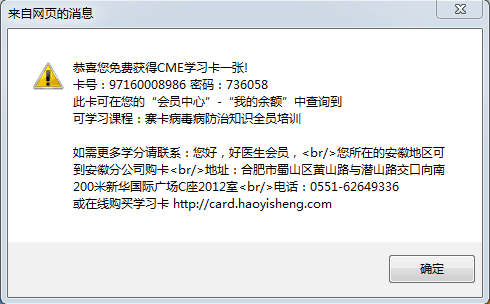 来自网页的消息
恭喜您免费获得CME学习卡一张!
卡号：97160008986 密码：736058
此卡可在您的“会员中心”-“我的余额”中查询到
可学习课程：寨卡病毒病防治知识全员培训
如需更多学分请联系：您好，好医生会员，<br/>您所在的安徽地区可
到安徽分公司购卡<br/>地址：合肥市蜀山区黄山路与潜山路交口向南
200米新华国际广场C座2012室<br/>电话：0551-62649336
或在线购买学习卡 http://card.haoyisheng.com
确定